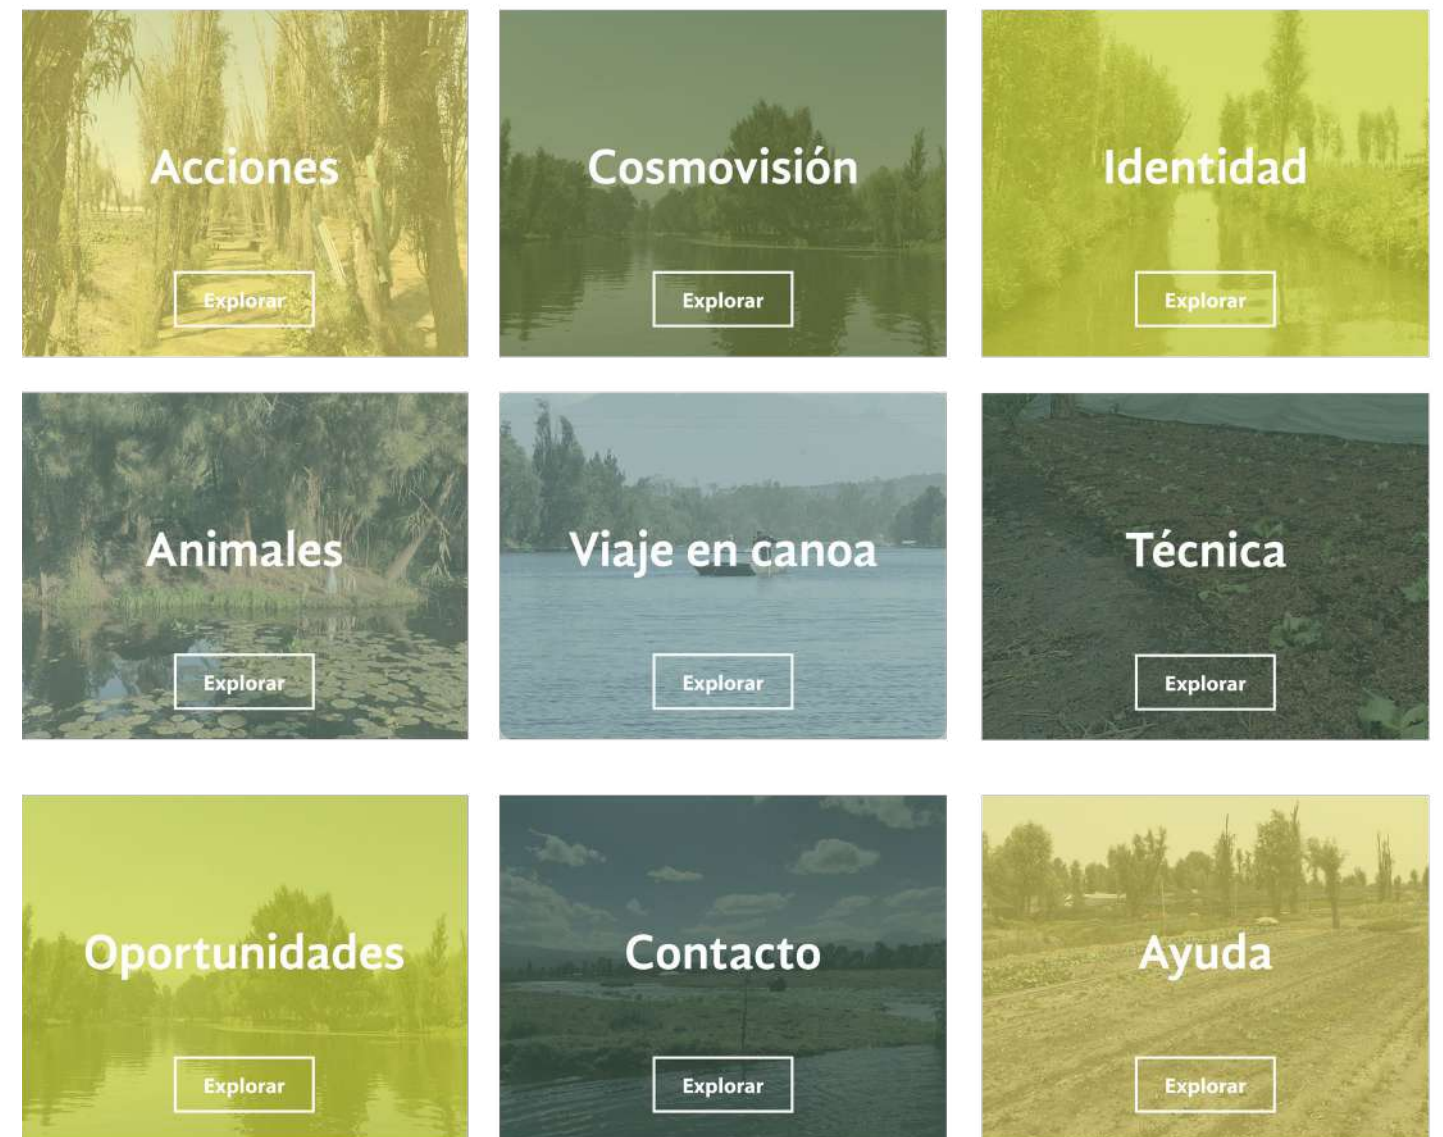 Acciones
Explorar
Cosmovisión
Explorar
Identidad
Explorar
Animales
Explorar
Viaje en canoa
Explorar
Técnica
Explorar
Oportunidades
Explorar
Contacto
Explorar
Ayuda
Explorar